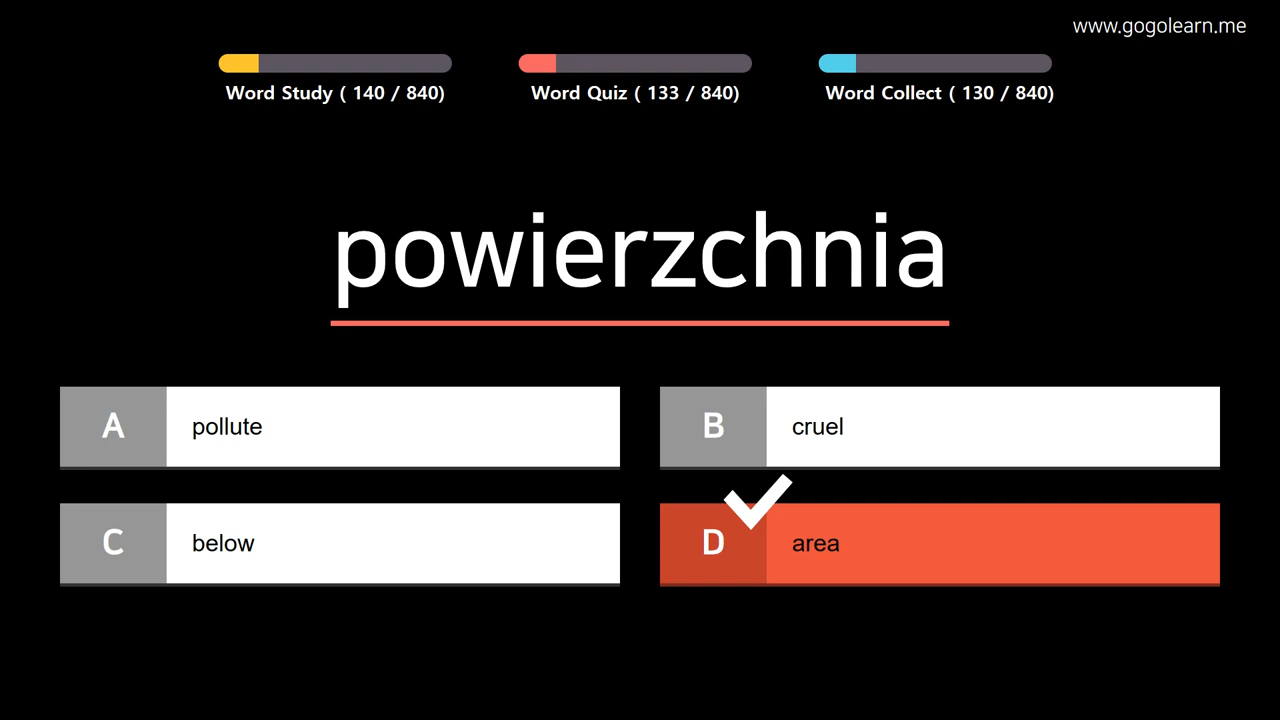 www.gogolearn.me
Word Study ( 140 / 840)
Word Quiz ( 133 / 840)
Word Collect ( 130 / 840)
powierzchnia
A pollute
B cruel
C below
D area